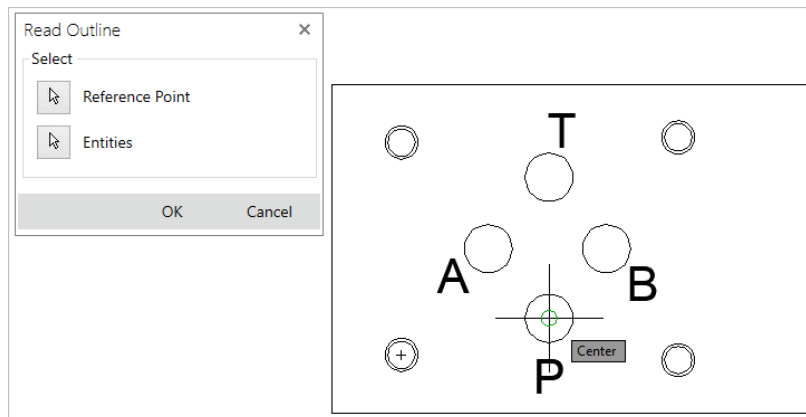 Read Outline
Select
Reference Point
Entities
OK Cancel
T
A
B
P
Center